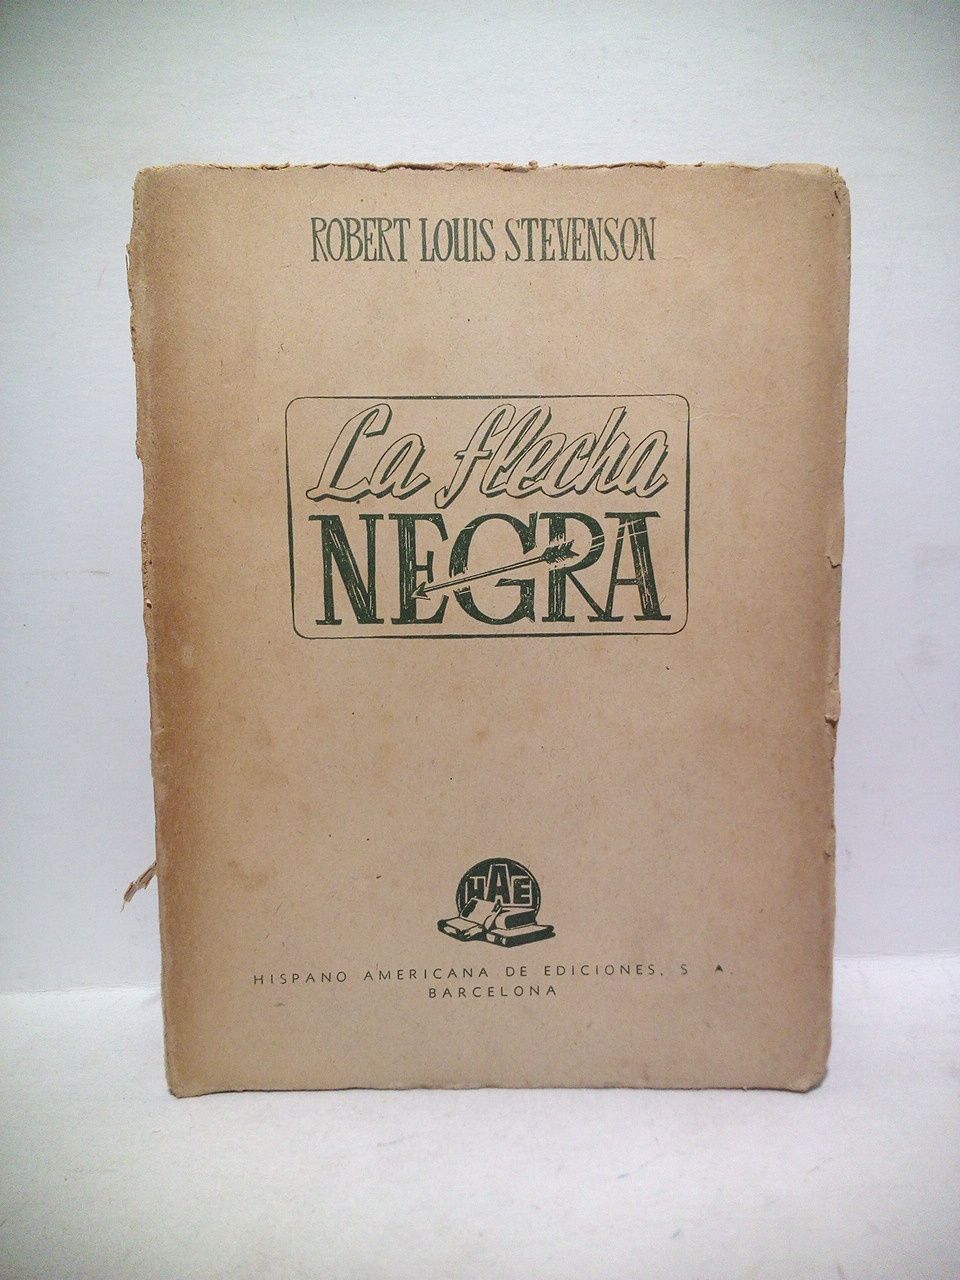 ROBERT LOUIS STEVENSON
La flecha
NEGRA
HAE
HISPANO AMERICANA DE EDICIONES, S A.
BARCELONA